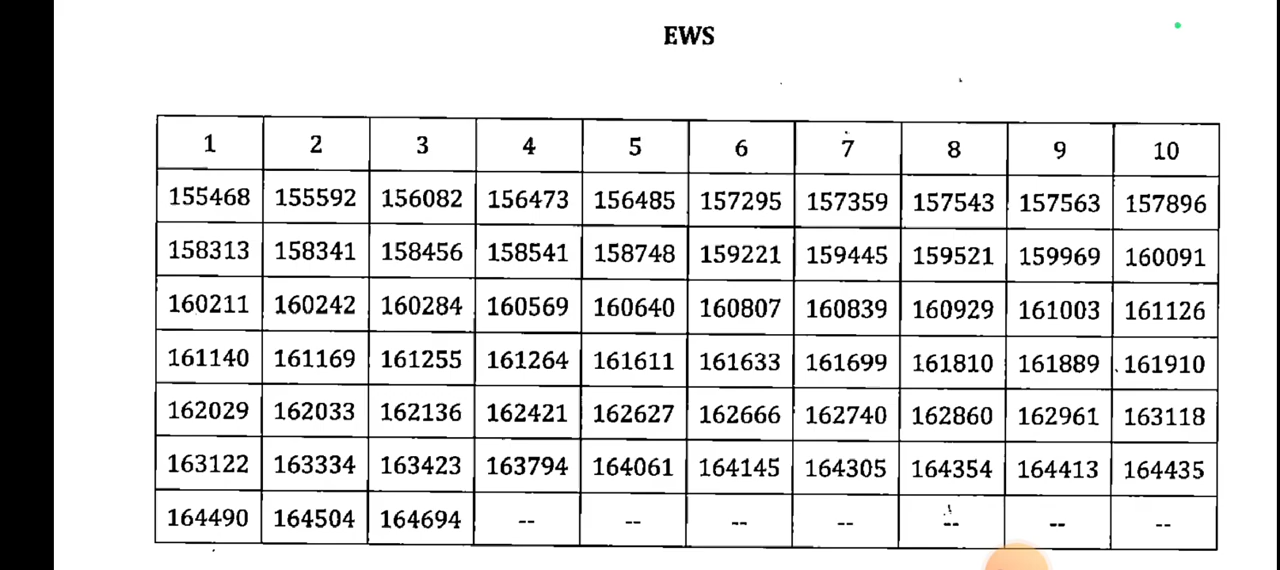 EWS
1 2 3 4 5 6 7 8 9 10
155468 155592 156082 156473 156485 157295 157359 157543 157563 157896
158313 158341 158456 158541 158748 159221 159445 159521 159969 160091
160211 160242 160284 160569 160640 160807 160839 160929 161003 161126
161140 161169 161255 161264 161611 161633 161699 161810 161889 161910
162029 162033 162136 162421 162627 162666 162740 162860 162961 163118
163122 163334 163423 163794 164061 164145 164305 164354 164413 164435
164490 164504 164694 -- -- -- -- -- -- --